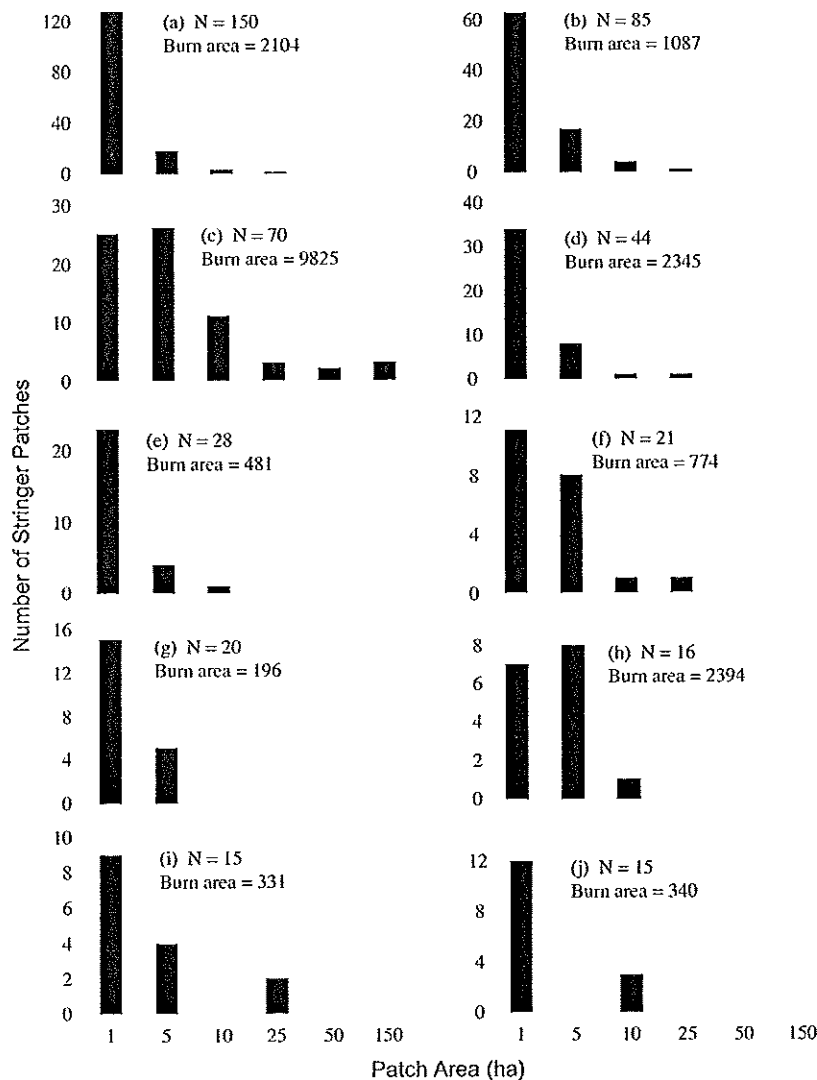 Number of Stringer Patches
120
80
40
0
(a) N = 150
Burn area = 2104
60
40
20
0
(b) N = 85
Burn area = 1087
30
20
10
0
(c) N = 70
Burn area = 9825
40
30
20
10
0
(d) N = 44
Burn area = 2345
20
10
0
(e) N = 28
Burn area = 481
12
8
4
0
(f) N = 21
Burn area = 774
16
12
8
4
0
(g) N = 20
Burn area = 196
8
6
4
2
0
(h) N = 16
Burn area = 2394
10
8
6
4
2
0
(i) N = 15
Burn area = 331
12
8
4
0
(j) N = 15
Burn area = 340
1 5 10 25 50 150
1 5 10 25 50 150
Patch Area (ha)